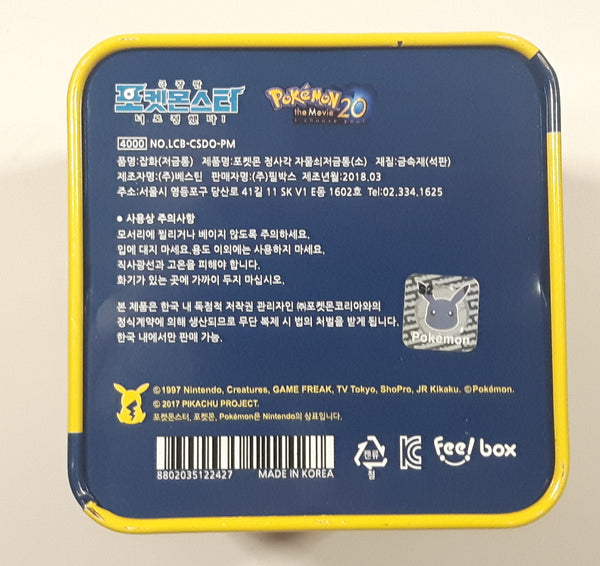 극장판
포켓몬스터
너로 정했다!
Pokémon
the Movie 20
I choose you!
4000 NO.LCB-CSDO-PM
품명:잡화(저금통) 제품명:포켓몬 정사각 자물쇠저금통(소) 재질:금속재(석판)
제조자명:(주)베스틴 판매자명:(주)필박스 제조년월:2018.03
주소:서울시 영등포구 당산로 41길 11 SK V1 E동 1602호 Tel:02.334.1625
● 사용상 주의사항
모서리에 찔리거나 베이지 않도록 주의하세요.
입에 대지 마세요.용도 이외에는 사용하지 마세요.
직사광선과 고온을 피해야 합니다.
화기가 있는 곳에 가까이 두지 마십시오.
본 제품은 한국 내 독점적 저작권 관리자인 ㈜포켓몬코리아와의
정식계약에 의해 생산되므로 무단 복제 시 법의 처벌을 받게 됩니다.
한국 내에서만 판매 가능.
Pokémon
©1997 Nintendo, Creatures, GAME FREAK, TV Tokyo, ShoPro, JR Kikaku. ©Pokémon.
© 2017 PIKACHU PROJECT.
포켓몬스터, 포켓몬, Pokémon은 Nintendo의 상표입니다.
8802035122427 MADE IN KOREA
캔류
철
feel box